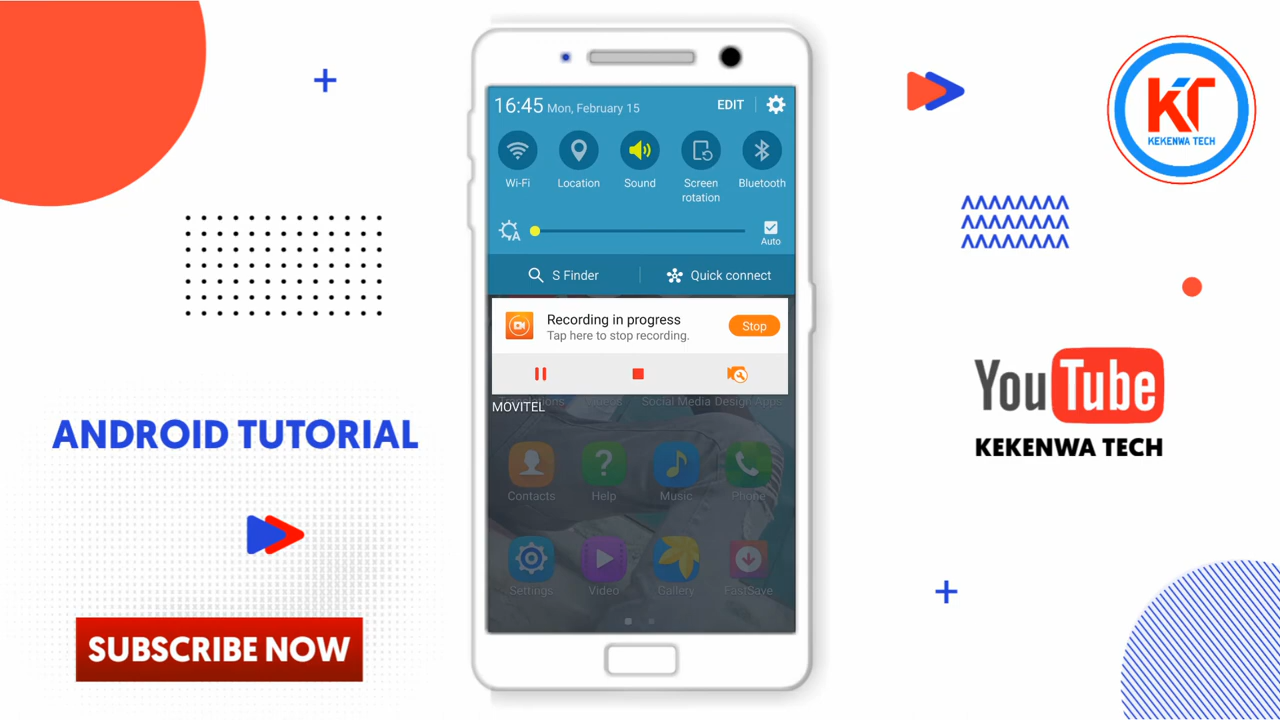 KT
KEKENWA TECH
16:45 Mon, February 15
EDIT
Wi-Fi
Location
Sound
Screen
rotation
Bluetooth
A
Auto
S Finder
Quick connect
Recording in progress
Tap here to stop recording.
Stop
Social Media Design Apps
MOVITEL
Contacts
Help
Music
Phone
Settings
Video
Gallery
FastSave
ANDROID TUTORIAL
SUBSCRIBE NOW
YouTube
KEKENWA TECH